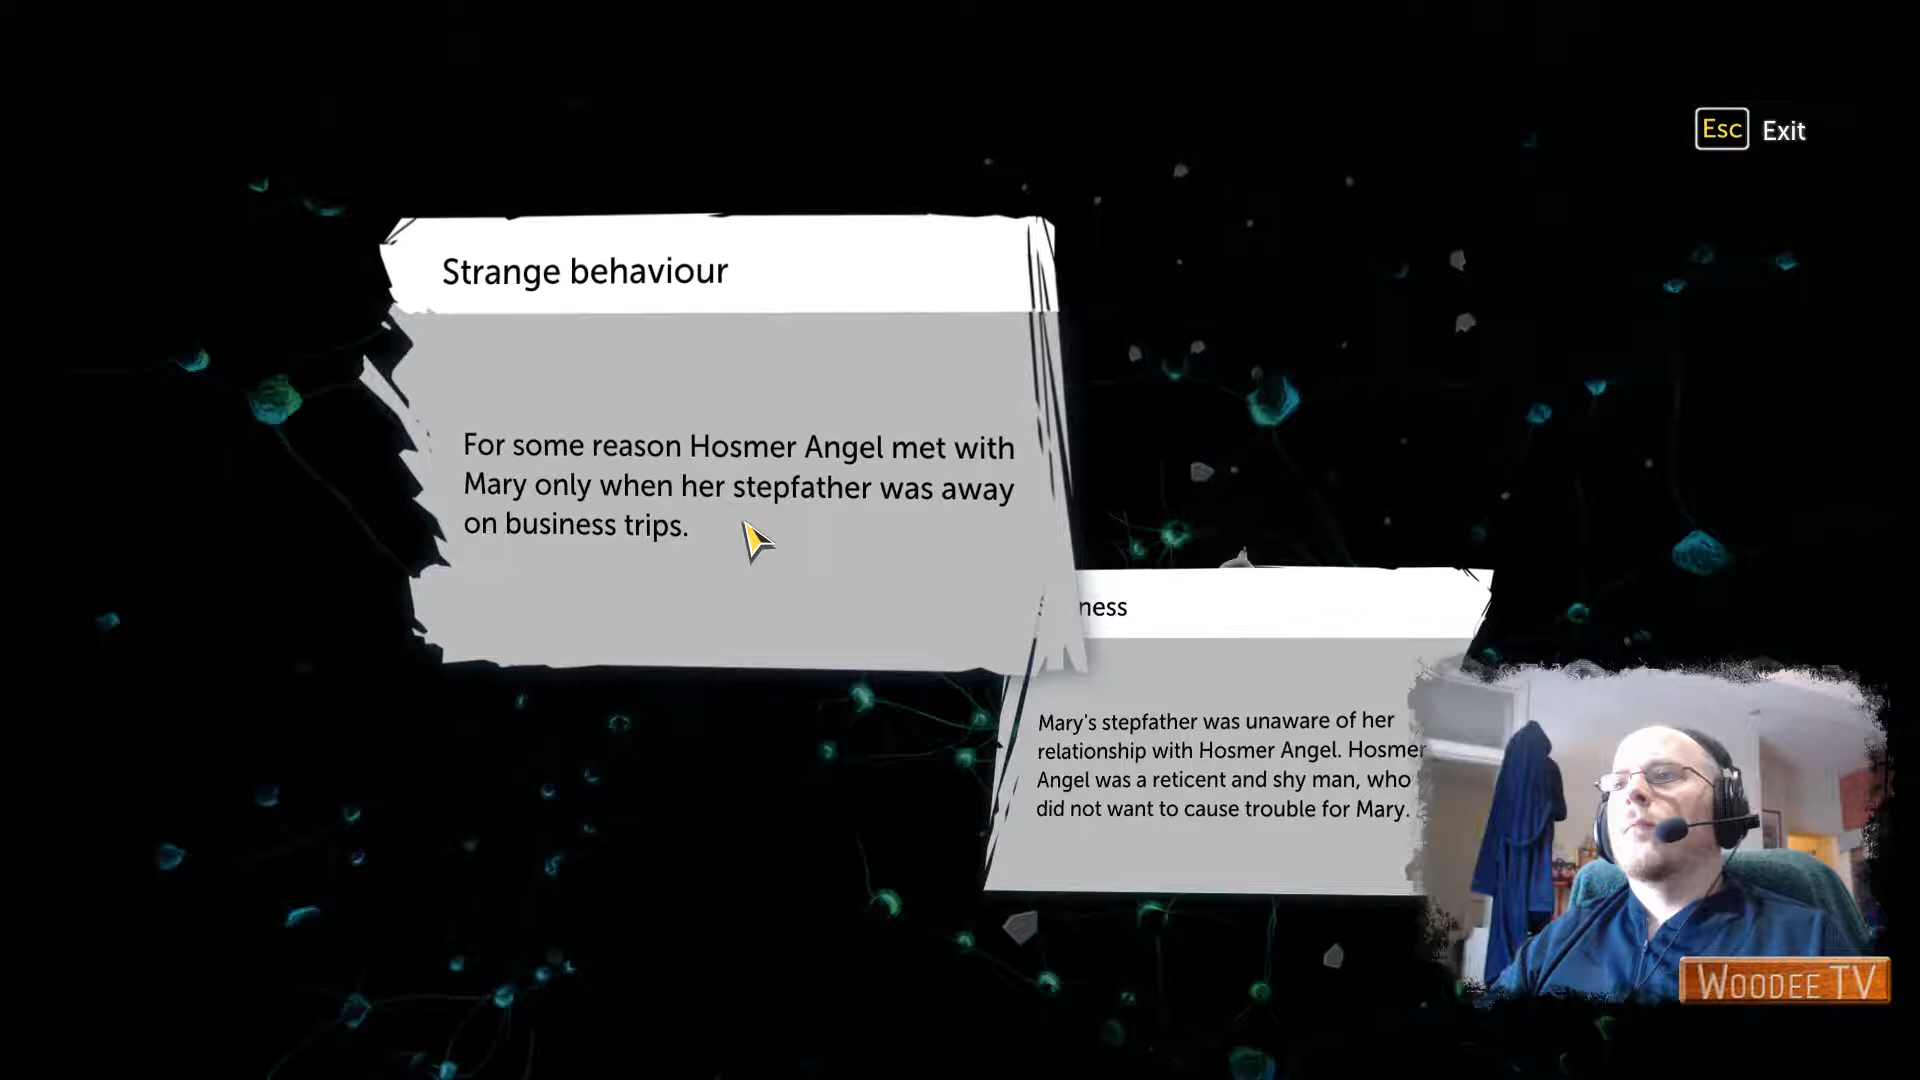 Esc Exit
Strange behaviour
For some reason Hosmer Angel met with
Mary only when her stepfather was away
on business trips.
ness
Mary's stepfather was unaware of her
relationship with Hosmer Angel. Hosmer
Angel was a reticent and shy man, who
did not want to cause trouble for Mary.
WOODEE TV